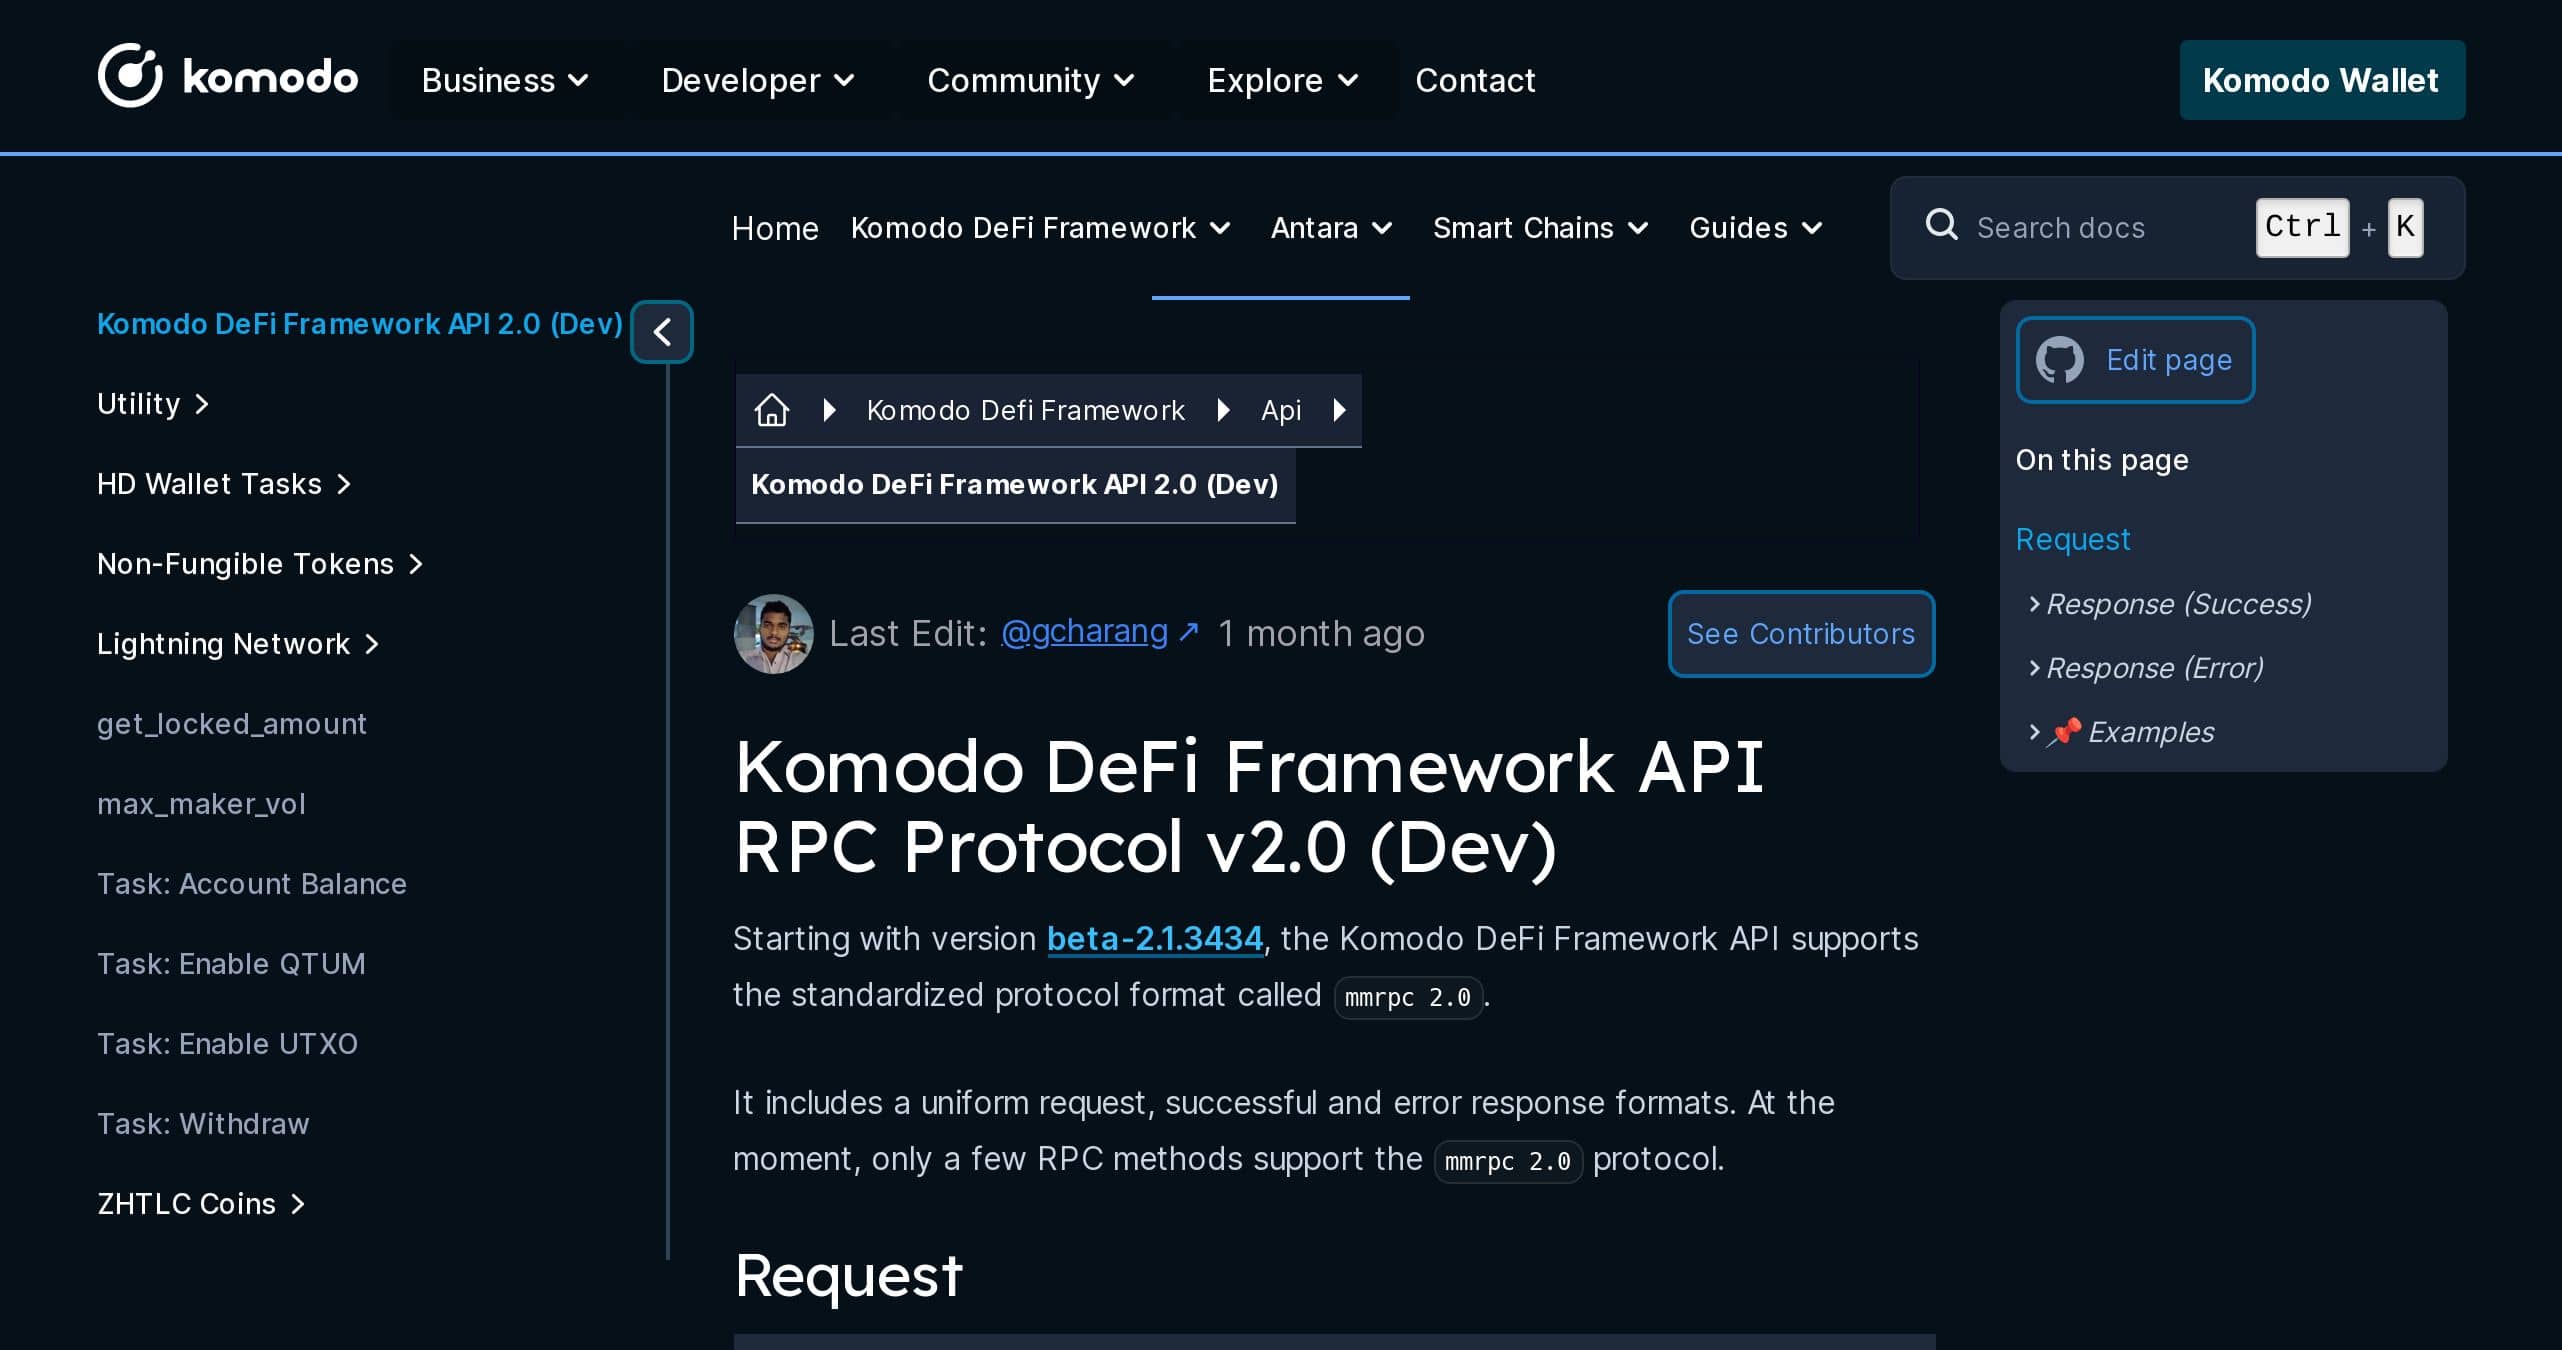 komodo
Business
Developer
Community
Explore
Contact
Komodo Wallet
Home
Komodo DeFi Framework
Antara
Smart Chains
Guides
Search docs
Ctrl + K
Komodo DeFi Framework API 2.0 (Dev)
Utility
HD Wallet Tasks
Non-Fungible Tokens
Lightning Network
get_locked_amount
max_maker_vol
Task: Account Balance
Task: Enable QTUM
Task: Enable UTXO
Task: Withdraw
ZHTLC Coins
Komodo Defi Framework
Api
Komodo DeFi Framework API 2.0 (Dev)
Last Edit: @gcharang ↗ 1 month ago
See Contributors
Komodo DeFi Framework API
RPC Protocol v2.0 (Dev)
Starting with version beta-2.1.3434, the Komodo DeFi Framework API supports
the standardized protocol format called mmrpc 2.0.
It includes a uniform request, successful and error response formats. At the
moment, only a few RPC methods support the mmrpc 2.0 protocol.
Request
Edit page
On this page
Request
Response (Success)
Response (Error)
📌 Examples